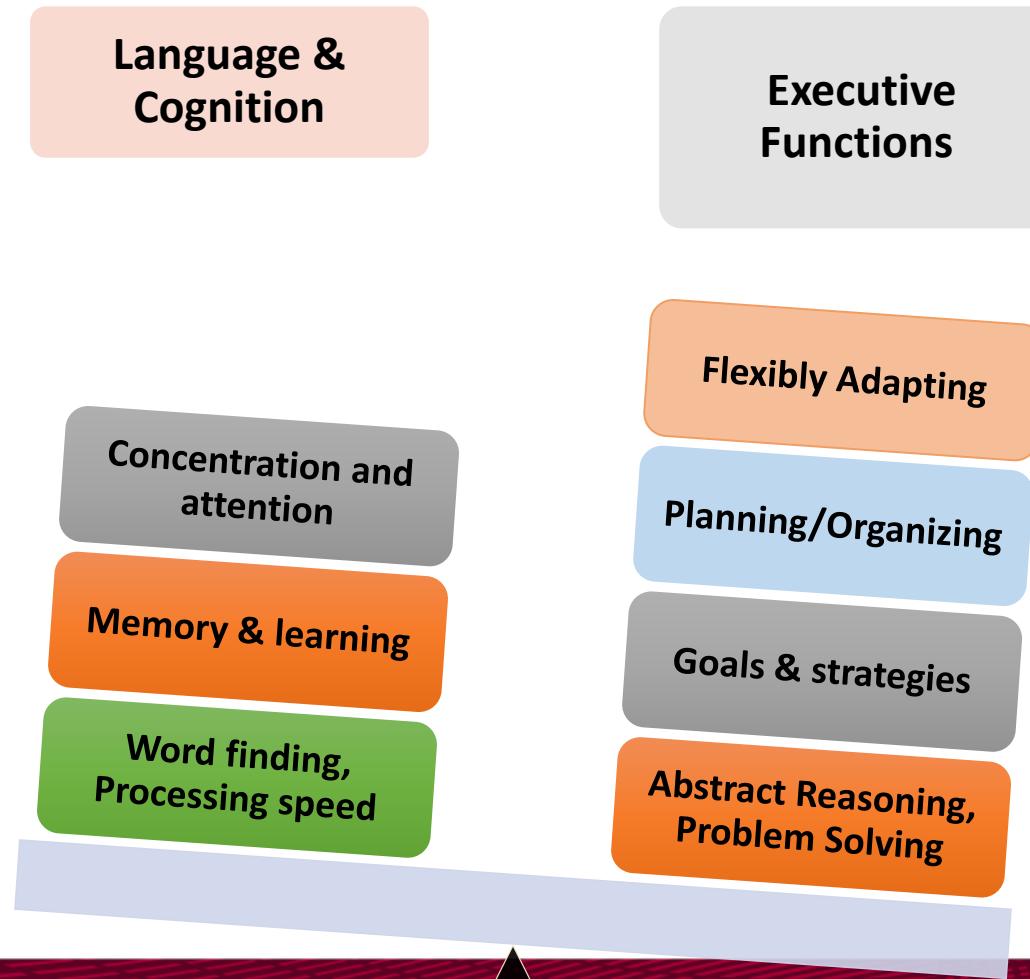 Language &
Cognition
Executive
Functions
Flexibly Adapting
Concentration and
attention
Planning/Organizing
Memory & learning
Goals & strategies
Word finding,
Processing speed
Abstract Reasoning,
Problem Solving